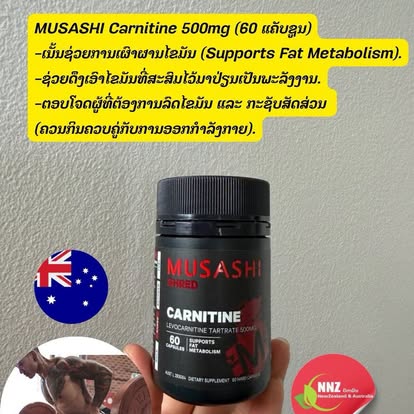 MUSASHI Carnitine 500mg (60 ແຄັບຊູນ)
-ເນັ້ນຊ່ວຍການເຜົາຜານໄຂມັນ (Supports Fat Metabolism).
-ຊ່ວຍດຶງເອົາໄຂມັນທີ່ສະສົມໄວ້ມາປ່ຽນເປັນພະລັງງານ.
-ຕອບໂຈດຜູ້ທີ່ຕ້ອງການລົດໄຂມັນ ແລະ ກະຊັບສັດສ່ວນ
(ຄວນກິນຄວບຄູ່ກັບການອອກກຳລັງກາຍ).
MUSASHI
SHRED
CARNITINE
LEVOCARNITINE TARTRATE 500MG
60
CAPSULES
SUPPORTS
FAT
METABOLISM
DIETARY SUPPLEMENT
NNZ
NewZealand & Australia